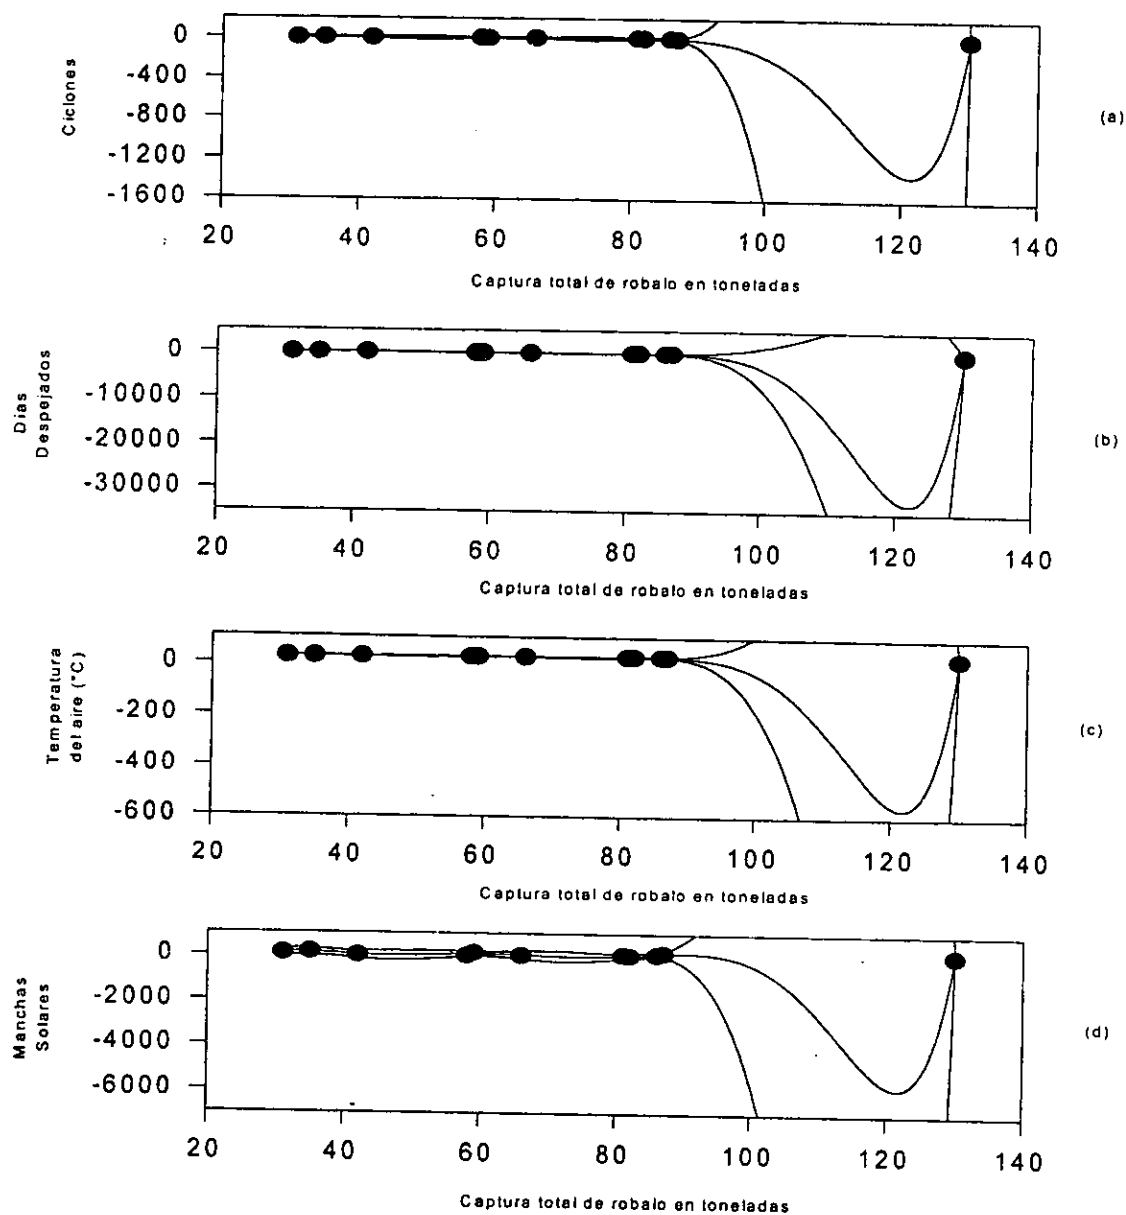 0
-400
-800
-1200
-1600
Ciclones
(a)
20 40 60 80 100 120 140
Captura total de robalo en toneladas
0
-10000
-20000
-30000
Dias
Despejados
(b)
20 40 60 80 100 120 140
Captura total de robalo en toneladas
0
-200
-400
-600
Temperatura
del aire (°C)
(c)
20 40 60 80 100 120 140
Captura total de robalo en toneladas
0
-2000
-4000
-6000
Manchas
Solares
(d)
20 40 60 80 100 120 140
Captura total de robalo en toneladas